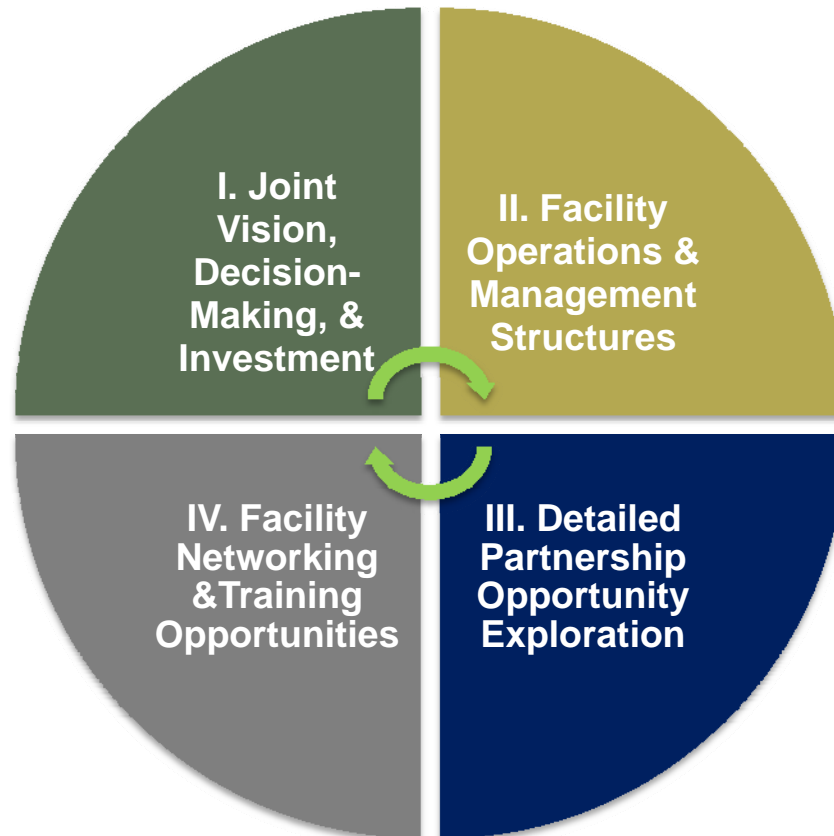 I. Joint
Vision,
Decision-
Making, &
Investment
II. Facility
Operations &
Management
Structures
III. Detailed
Partnership
Opportunity
Exploration
IV. Facility
Networking
&Training
Opportunities